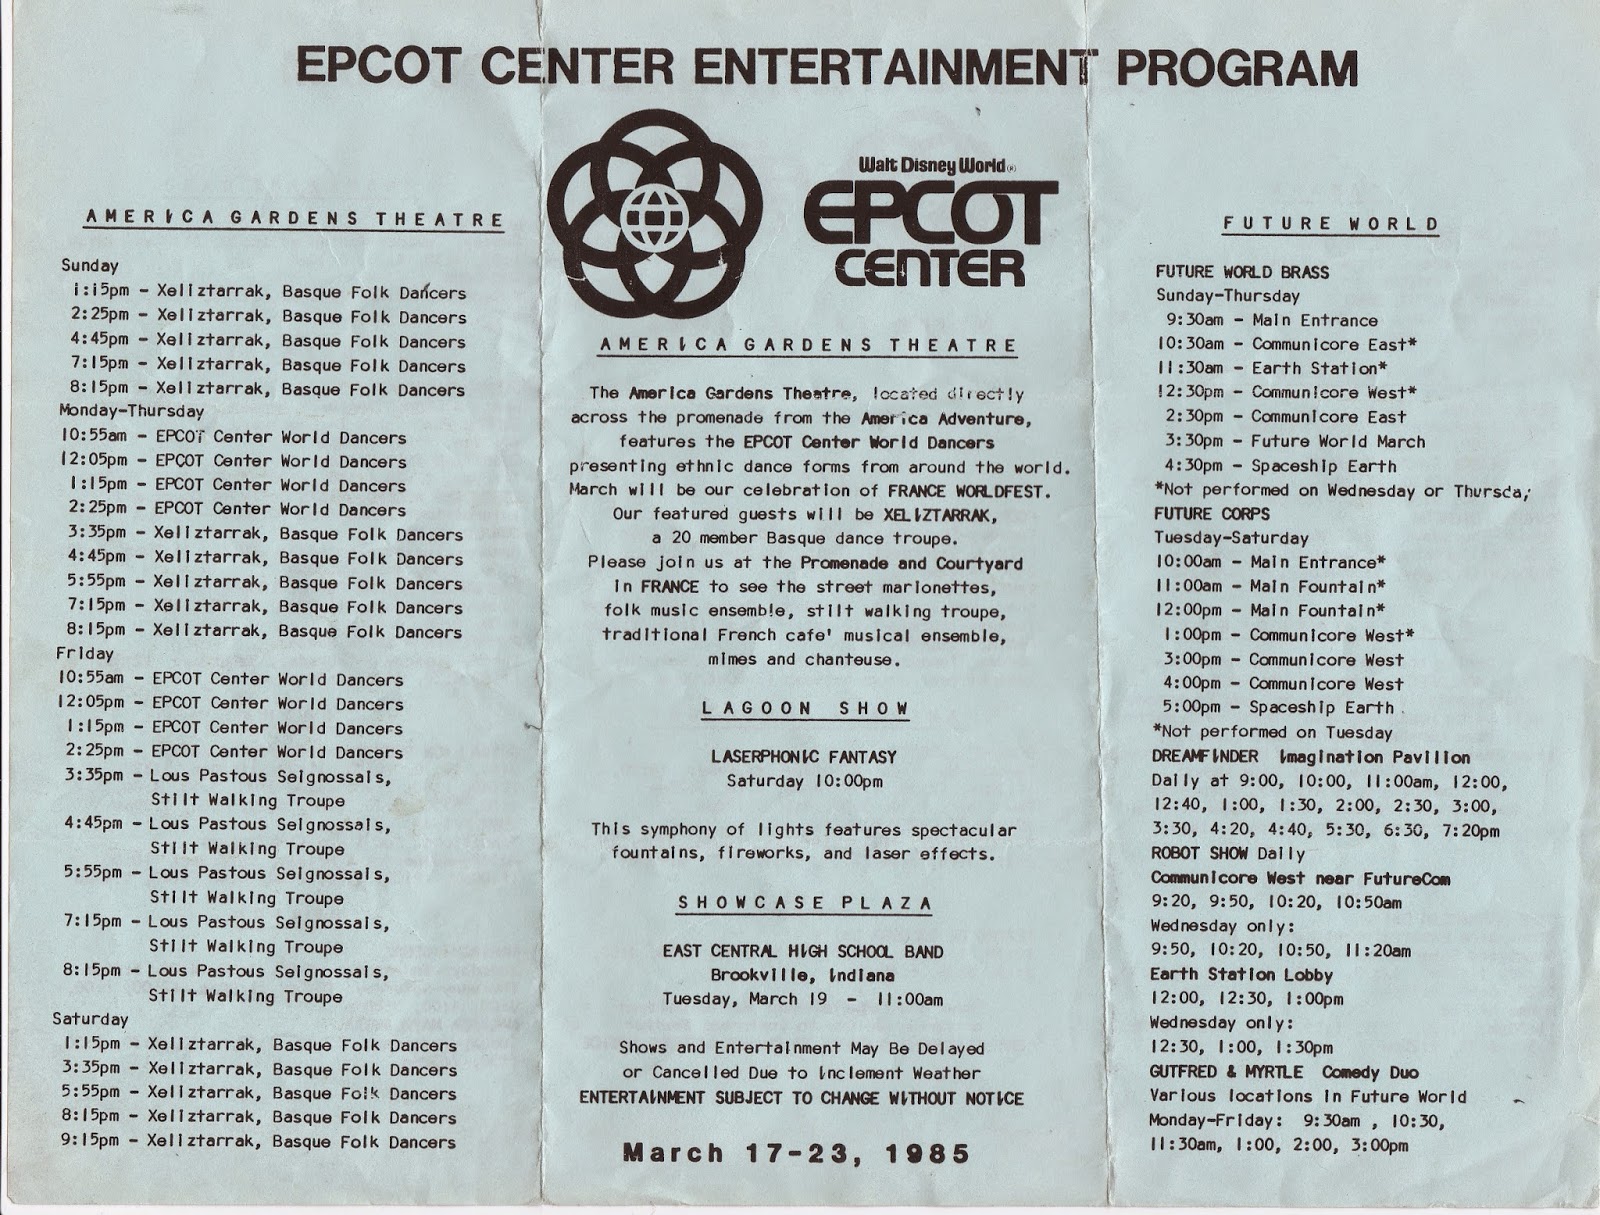 EPCOT CENTER ENTERTAINMENT PROGRAM
AMERICA GARDENS THEATRE
Sunday
1:15pm - Xeliztarrak, Basque Folk Dancers
2:25pm - Xeliztarrak, Basque Folk Dancers
4:45pm - Xeliztarrak, Basque Folk Dancers
7:15pm - Xeliztarrak, Basque Folk Dancers
8:15pm - Xeliztarrak, Basque Folk Dancers
Monday-Thursday
10:55am - EPCOT Center World Dancers
12:05pm - EPCOT Center World Dancers
1:15pm - EPCOT Center World Dancers
2:25pm - EPCOT Center World Dancers
3:35pm - Xeliztarrak, Basque Folk Dancers
4:45pm - Xeliztarrak, Basque Folk Dancers
5:55pm - Xeliztarrak, Basque Folk Dancers
7:15pm - Xeliztarrak, Basque Folk Dancers
8:15pm - Xeliztarrak, Basque Folk Dancers
Friday
10:55am - EPCOT Center World Dancers
12:05pm - EPCOT Center World Dancers
1:15pm - EPCOT Center World Dancers
2:25pm - EPCOT Center World Dancers
3:35pm - Lous Pastous Seignossais,
Stilt Walking Troupe
4:45pm - Lous Pastous Seignossais,
Stilt Walking Troupe
5:55pm - Lous Pastous Seignossais,
Stilt Walking Troupe
7:15pm - Lous Pastous Seignossais,
Stilt Walking Troupe
8:15pm - Lous Pastous Seignossais,
Stilt Walking Troupe
Saturday
1:15pm - Xeliztarrak, Basque Folk Dancers
3:35pm - Xeliztarrak, Basque Folk Dancers
5:55pm - Xeliztarrak, Basque Folk Dancers
8:15pm - Xeliztarrak, Basque Folk Dancers
9:15pm - Xeliztarrak, Basque Folk Dancers
Walt Disney World®
EPCOT
CENTER
AMERICA GARDENS THEATRE
The America Gardens Theatre, located directly
across the promenade from the America Adventure,
features the EPCOT Center World Dancers
presenting ethnic dance forms from around the world.
March will be our celebration of FRANCE WORLDFEST.
Our featured guests will be XELIZTARRAK,
a 20 member Basque dance troupe.
Please join us at the Promenade and Courtyard
in FRANCE to see the street marionettes,
folk music ensemble, stilt walking troupe,
traditional French cafe' musical ensemble,
mimes and chanteuse.
LAGOON SHOW
LASERPHONIC FANTASY
Saturday 10:00pm
This symphony of lights features spectacular
fountains, fireworks, and laser effects.
SHOWCASE PLAZA
EAST CENTRAL HIGH SCHOOL BAND
Brookville, Indiana
Tuesday, March 19 - 11:00am
Shows and Entertainment May Be Delayed
or Cancelled Due to Inclement Weather
ENTERTAINMENT SUBJECT TO CHANGE WITHOUT NOTICE
March 17-23, 1985
FUTURE WORLD
FUTURE WORLD BRASS
Sunday-Thursday
9:30am - Main Entrance
10:30am - Communicore East*
11:30am - Earth Station*
12:30pm - Communicore West*
2:30pm - Communicore East
3:30pm - Future World March
4:30pm - Spaceship Earth
*Not performed on Wednesday or Thursday
FUTURE CORPS
Tuesday-Saturday
10:00am - Main Entrance*
11:00am - Main Fountain*
12:00pm - Main Fountain*
1:00pm - Communicore West*
3:00pm - Communicore West
4:00pm - Communicore West
5:00pm - Spaceship Earth
*Not performed on Tuesday
DREAMFINDER Imagination Pavilion
Daily at 9:00, 10:00, 11:00am, 12:00,
12:40, 1:00, 1:30, 2:00, 2:30, 3:00,
3:30, 4:20, 4:40, 5:30, 6:30, 7:20pm
ROBOT SHOW Daily
Communicore West near FutureCom
9:20, 9:50, 10:20, 10:50am
Wednesday only:
9:50, 10:20, 10:50, 11:20am
Earth Station Lobby
12:00, 12:30, 1:00pm
Wednesday only:
12:30, 1:00, 1:30pm
GUTFRED & MYRTLE Comedy Duo
Various locations in Future World
Monday-Friday: 9:30am , 10:30,
11:30am, 1:00, 2:00, 3:00pm